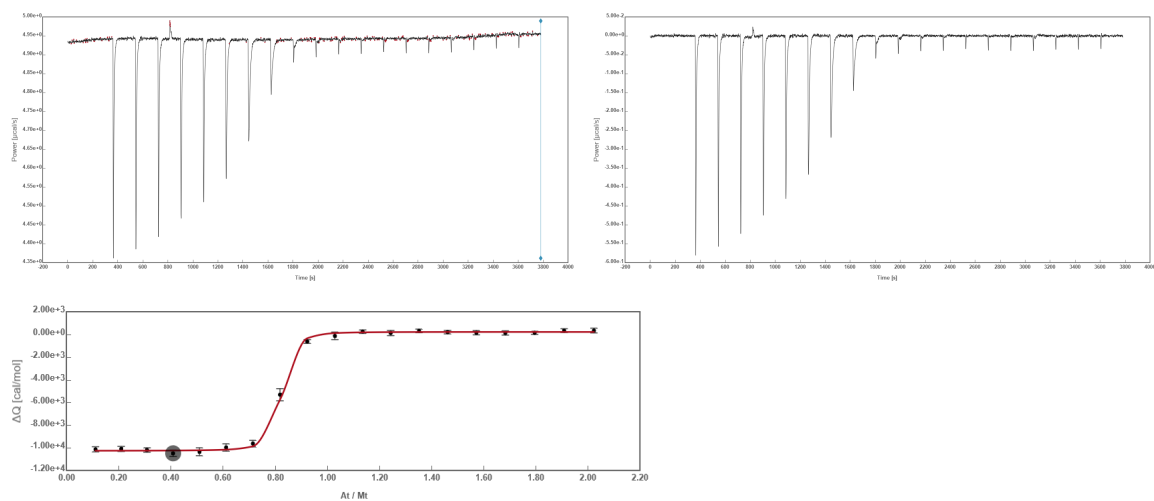 5.00e+0
4.95e+0
4.90e+0
4.85e+0
4.80e+0
4.75e+0
4.70e+0
4.65e+0
4.60e+0
4.55e+0
4.50e+0
4.45e+0
4.40e+0
4.35e+0
Power [μcal/s]
-200 0 200 400 600 800 1000 1200 1400 1600 1800 2000 2200 2400 2600 2800 3000 3200 3400 3600 3800 4000
Time [s]
5.00e-2
0.00e+0
-5.00e-2
-1.00e-1
-1.50e-1
-2.00e-1
-2.50e-1
-3.00e-1
-3.50e-1
-4.00e-1
-4.50e-1
-5.00e-1
-5.50e-1
-6.00e-1
Power [μcal/s]
-200 0 200 400 600 800 1000 1200 1400 1600 1800 2000 2200 2400 2600 2800 3000 3200 3400 3600 3800 4000
Time [s]
2.00e+3
0.00e+0
-2.00e+3
-4.00e+3
-6.00e+3
-8.00e+3
-1.00e+4
-1.20e+4
ΔQ [cal/mol]
0.00 0.20 0.40 0.60 0.80 1.00 1.20 1.40 1.60 1.80 2.00 2.20
At / Mt